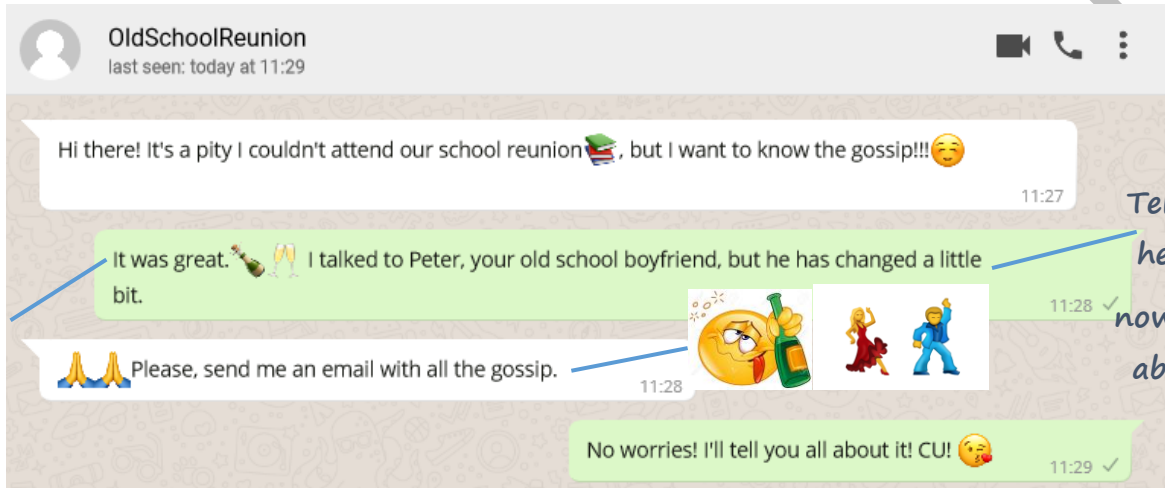 OldSchoolReunion
last seen: today at 11:29
Hi there! It's a pity I couldn't attend our school reunion📚, but I want to know the gossip!!!☺️
11:27
It was great.🍾🥂 I talked to Peter, your old school boyfriend, but he has changed a little
bit.
11:28
🙏🙏Please, send me an email with all the gossip.
11:28
No worries! I'll tell you all about it! CU! 😘
11:29
he